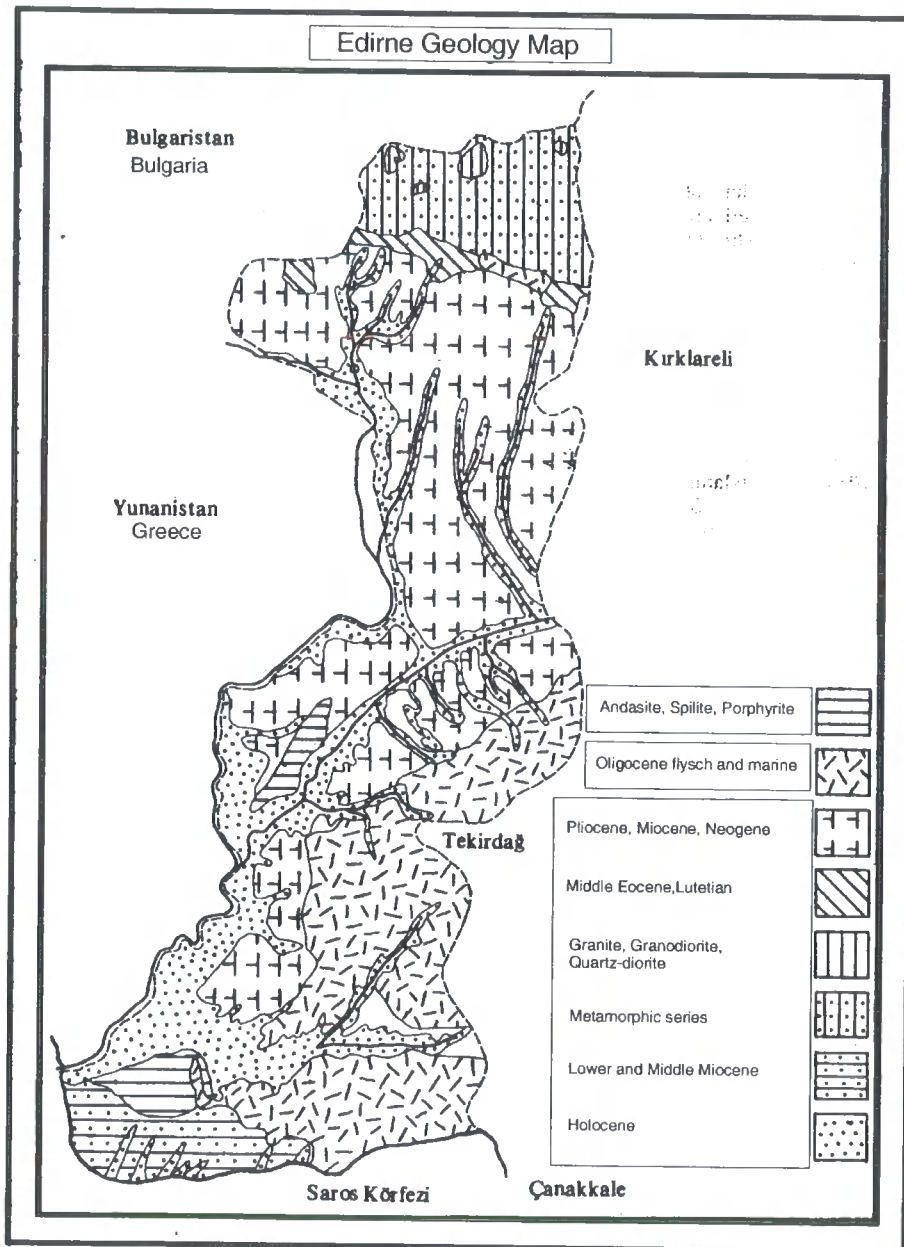 Edirne Geology Map
Bulgaristan
Bulgaria
Kırklareli
Yunanistan
Greece
Andasite, Spilite, Porphyrite
Oligocene flysch and marine
Tekirdağ
Pliocene, Miocene, Neogene
Middle Eocene,Lutetian
Granite, Granodiorite,
Quartz-diorite
Metamorphic series
Lower and Middle Miocene
Holocene
Saros Körfezi
Çanakkale